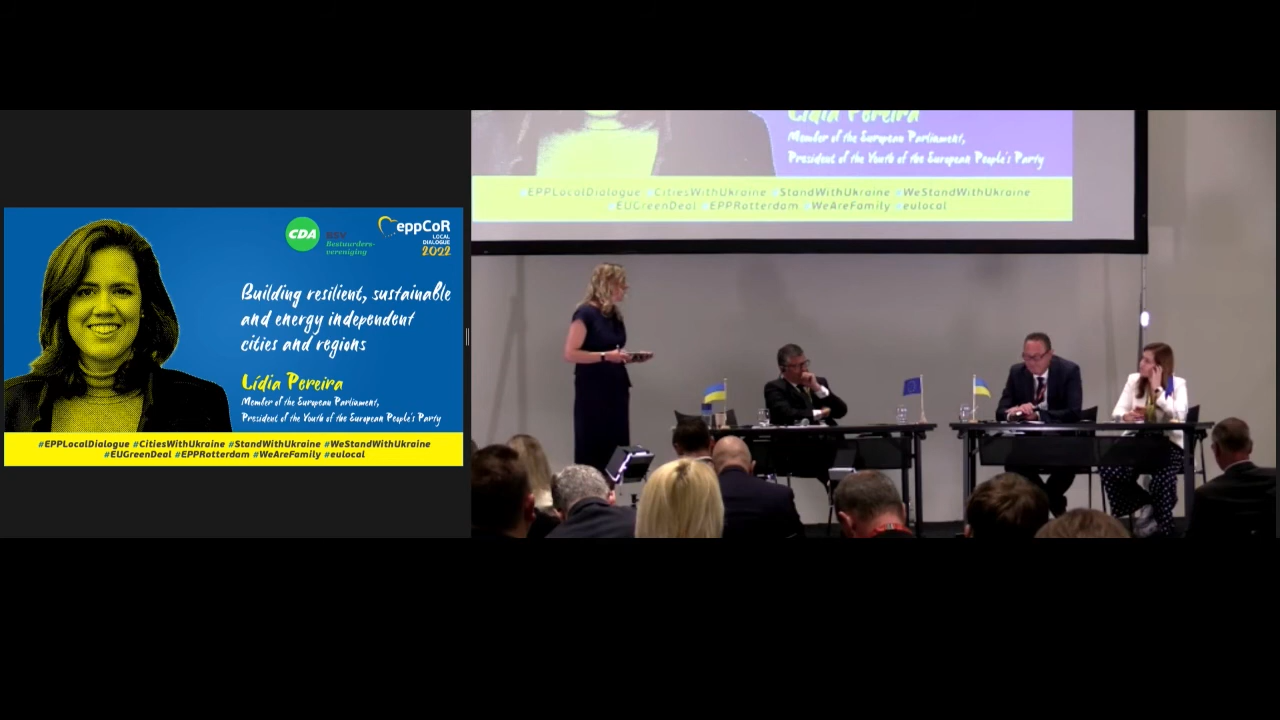 CDA
BSV
Bestuurders-
vereniging
eppCoR
LOCAL
DIALOGUE
2022
Building resilient, sustainable
and energy independent
cities and regions
Lídia Pereira
Member of the European Parliament,
President of the Youth of the European People's Party
#EPPLocalDialogue #CitiesWithUkraine #StandWithUkraine #WeStandWithUkraine
#EUGreenDeal #EPPRotterdam #WeAreFamily #eulocal
Lídia Pereira
Member of the European Parliament,
President of the Youth of the European People's Party
#EPPLocalDialogue #CitiesWithUkraine #StandWithUkraine #WeStandWithUkraine
#EUGreenDeal #EPPRotterdam #WeAreFamily #eulocal